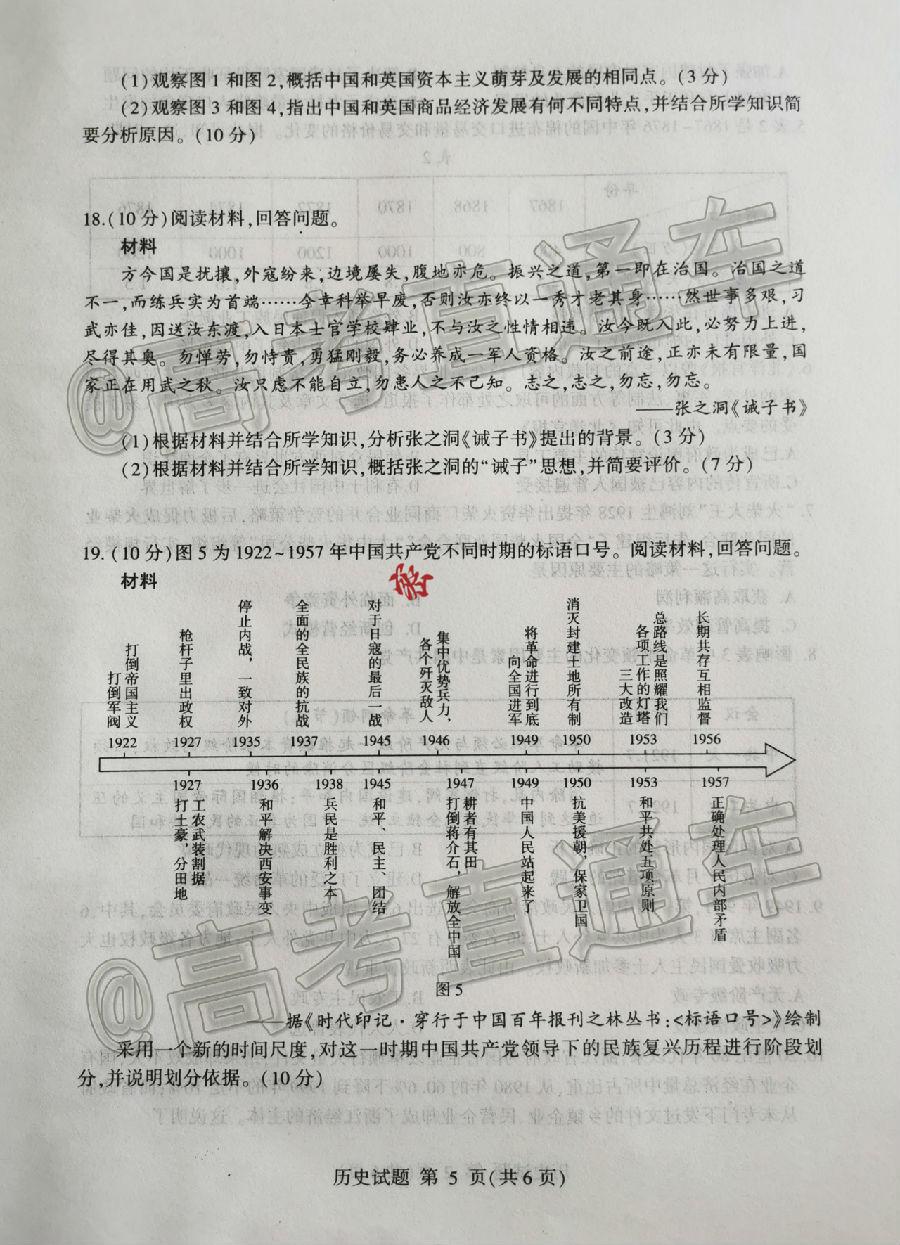 (1)观察图1和图2,概括中国和英国资本主义萌芽及发展的相同点。(3分)
(2)观察图3和图4,指出中国和英国商品经济发展有何不同特点,并结合所学知识简
要分析原因。(10分)
18.(10分)阅读材料,回答问题。
材料
方今国是扰攘,外寇纷来,边境屡失,腹地亦危。振兴之道,第一即在治国。治国之道
不一,而练兵实为首端……今幸科举早废,否则汝亦终以一秀才老其身……然世事多艰,习
武亦佳,因送汝东渡,入日本士官学校肄业,不与汝之性情相违。汝今既入此,必努力上进,
尽得其奥。勿惮劳,勿恃贵,勇猛刚毅,务必养成一军人资格。汝之前途,正亦未有限量,国
家正在用武之秋。汝只虑不能自立,勿患人之不已知。志之,志之,勿忘,勿忘。
——张之洞《诫子书》
(1)根据材料并结合所学知识,分析张之洞《诫子书》提出的背景。(3分)
(2)根据材料并结合所学知识,概括张之洞的“诫子”思想,并简要评价。(7分)
19.(10分)图5为1922~1957年中国共产党不同时期的标语口号。阅读材料,回答问题。
材料
打倒帝国主义
打倒军阀
枪杆子里出政权
停止内战,
一致对外
全面的全民族的抗战
对于日寇的最后一战
集中优势兵力,
各个歼灭敌人
将革命进行到底
向全国进军
消灭封建土地所有制
总路线是照耀我们
各项工作的灯塔
三大改造
长期共存互相监督
1922 1927 1935 1937 1945 1946 1949 1950 1953 1956
1927 1936 1938 1945 1947 1949 1950 1953 1957
工农武装割据
打土豪,分田地
和平解决西安事变
兵民是胜利之本
和平、民主、团结
耕者有其田
打倒蒋介石,解放全中国
中国人民站起来了
抗美援朝,保家卫国
和平共处五项原则
正确处理人民内部矛盾
图5
据《时代印记·穿行于中国百年报刊之林丛书:<标语口号>》绘制
采用一个新的时间尺度,对这一时期中国共产党领导下的民族复兴历程进行阶段划
分,并说明划分依据。(10分)
历史试题 第 5 页(共6页)
@高考直通车
@高考直通车